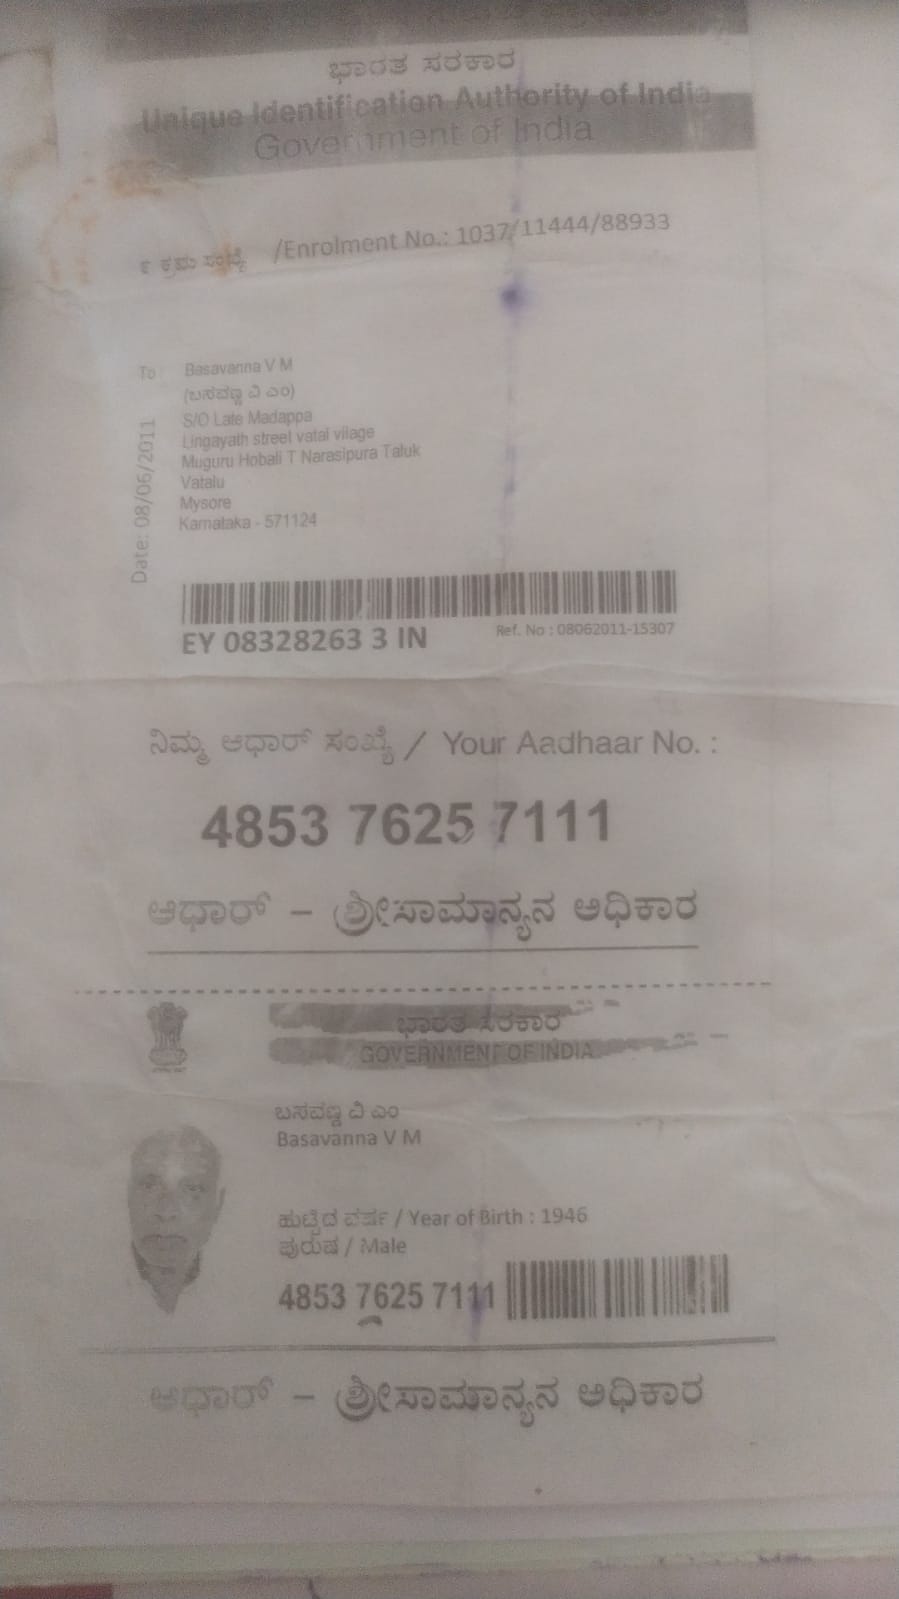 ಭಾರತ ಸರಕಾರ
Unique Identification Authority of India
Government of India
ಕ್ರಮ ಸಂಖ್ಯೆ /Enrolment No.: 1037/11444/88933
To
Basavanna V M
(ಬಸವಣ್ಣ ವಿ ಎಂ)
S/O Late Madappa
Lingayath street vatal vilage
Muguru Hobali T Narasipura Taluk
Vatalu
Mysore
Karnataka - 571124
Date: 08/06/2011
EY 08328263 3 IN
Ref. No : 08062011-15307
ನಿಮ್ಮ ಆಧಾರ್ ಸಂಖ್ಯೆ / Your Aadhaar No. :
4853 7625 7111
ಆಧಾರ್ – ಶ್ರೀಸಾಮಾನ್ಯನ ಅಧಿಕಾರ
ಭಾರತ ಸರಕಾರ
GOVERNMENT OF INDIA
ಬಸವಣ್ಣ ವಿ ಎಂ
Basavanna V M
ಹುಟ್ಟಿದ ವರ್ಷ / Year of Birth : 1946
ಪುರುಷ / Male
4853 7625 7111
ಆಧಾರ್ – ಶ್ರೀಸಾಮಾನ್ಯನ ಅಧಿಕಾರ